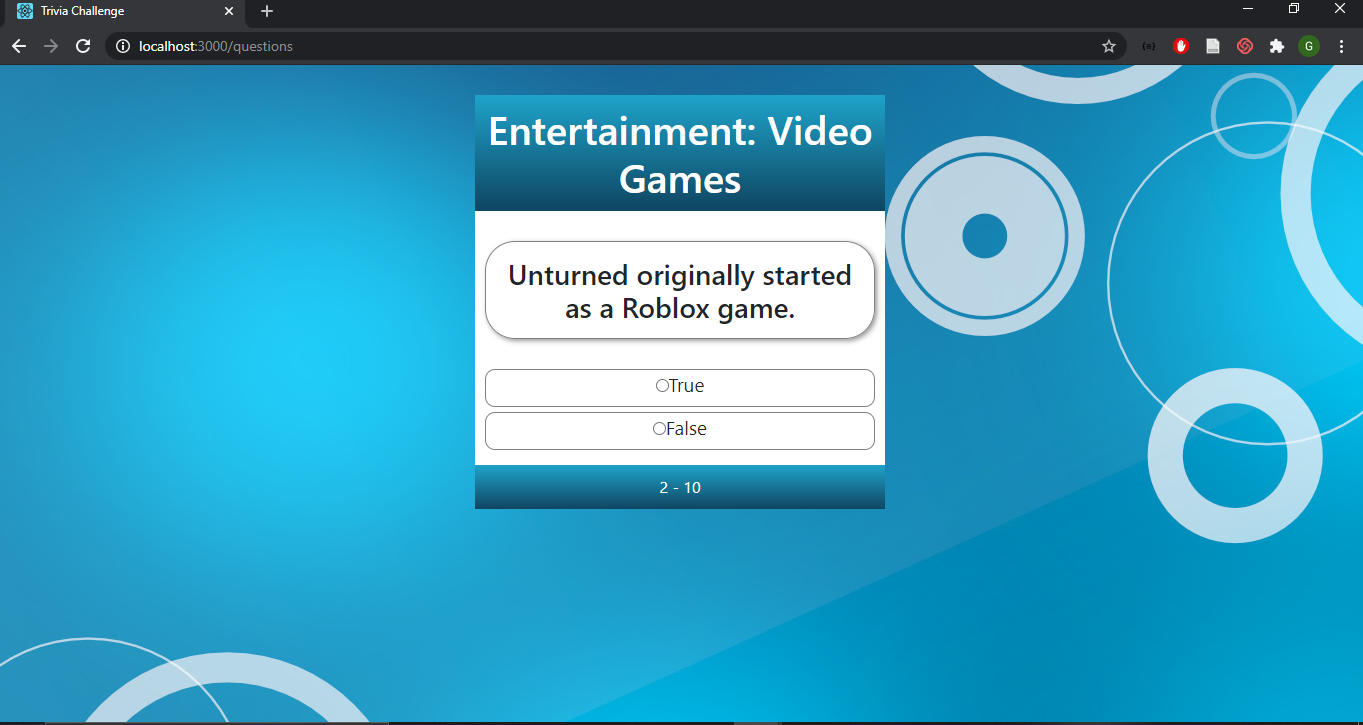 Trivia Challenge
localhost:3000/questions
G
Entertainment: Video
Games
Unturned originally started
as a Roblox game.
True
False
2 - 10